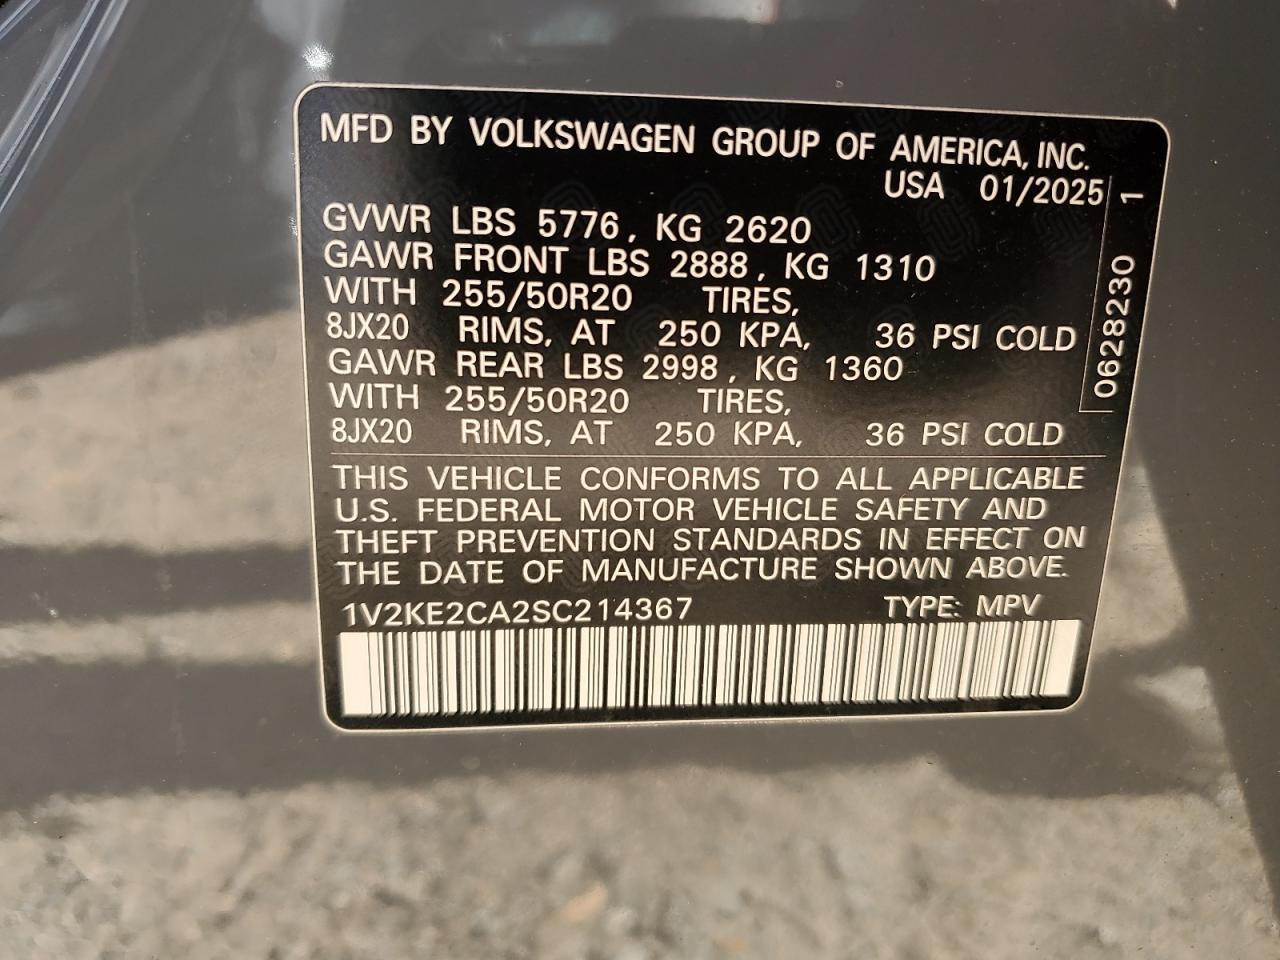 MFD BY VOLKSWAGEN GROUP OF AMERICA, INC.
USA 01/2025
GVWR LBS 5776, KG 2620
GAWR FRONT LBS 2888, KG 1310
WITH 255/50R20 TIRES,
8JX20 RIMS, AT 250 KPA, 36 PSI COLD
GAWR REAR LBS 2998, KG 1360
WITH 255/50R20 TIRES,
8JX20 RIMS, AT 250 KPA, 36 PSI COLD
0628230 1
THIS VEHICLE CONFORMS TO ALL APPLICABLE
U.S. FEDERAL MOTOR VEHICLE SAFETY AND
THEFT PREVENTION STANDARDS IN EFFECT ON
THE DATE OF MANUFACTURE SHOWN ABOVE.
1V2KE2CA2SC214367 TYPE: MPV